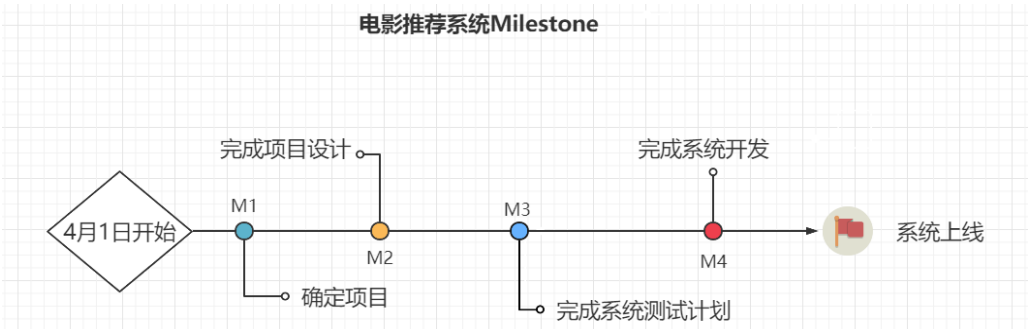 电影推荐系统Milestone
完成项目设计
完成系统开发
4月1日开始
M1
M2
M3
M4
系统上线
确定项目
完成系统测试计划